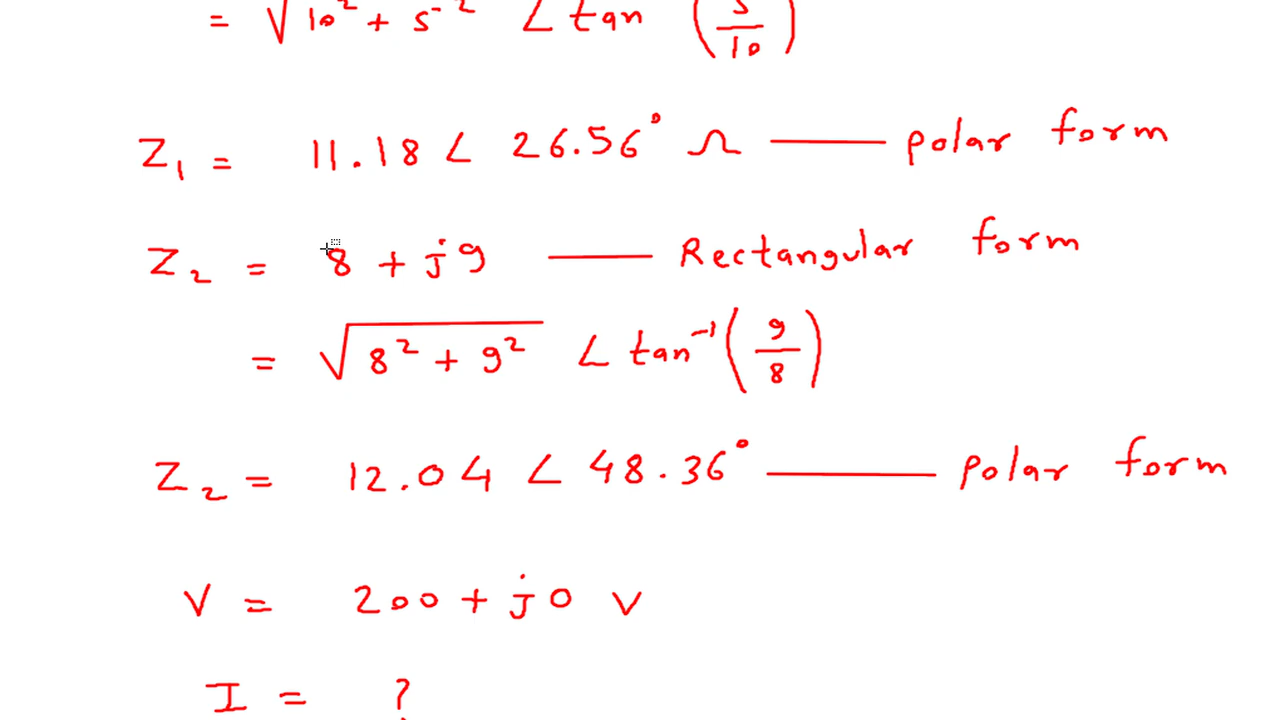 = √10² + 5² ∠ tan (5/10)
Z₁ = 11.18 ∠ 26.56° Ω — polar form
Z₂ = 8 + j9 — Rectangular form
= √8² + 9² ∠ tan⁻¹ (9/8)
Z₂ = 12.04 ∠ 48.36° — polar form
V = 200 + j0 V
I = ?